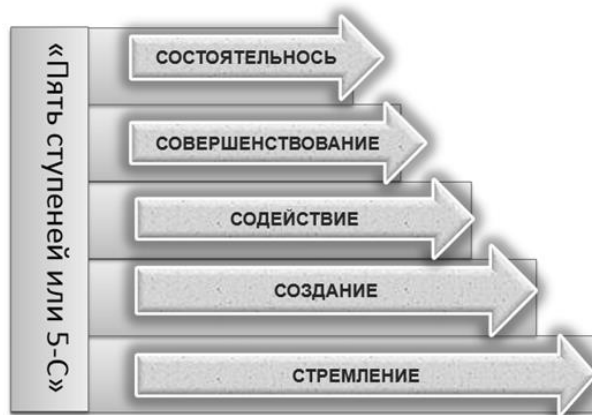 «Пять ступеней или 5-С»
СОСТОЯТЕЛЬНОСЬ
СОВЕРШЕНСТВОВАНИЕ
СОДЕЙСТВИЕ
СОЗДАНИЕ
СТРЕМЛЕНИЕ